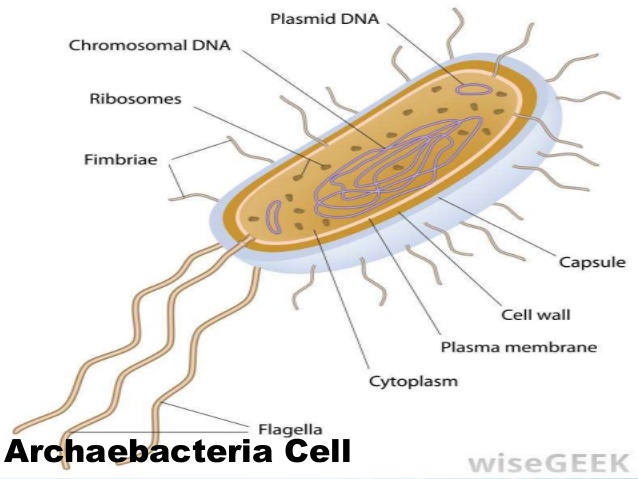 Plasmid DNA
Chromosomal DNA
Ribosomes
Fimbriae
Capsule
Cell wall
Plasma membrane
Cytoplasm
Flagella
Archaebacteria Cell
wiseGEEK